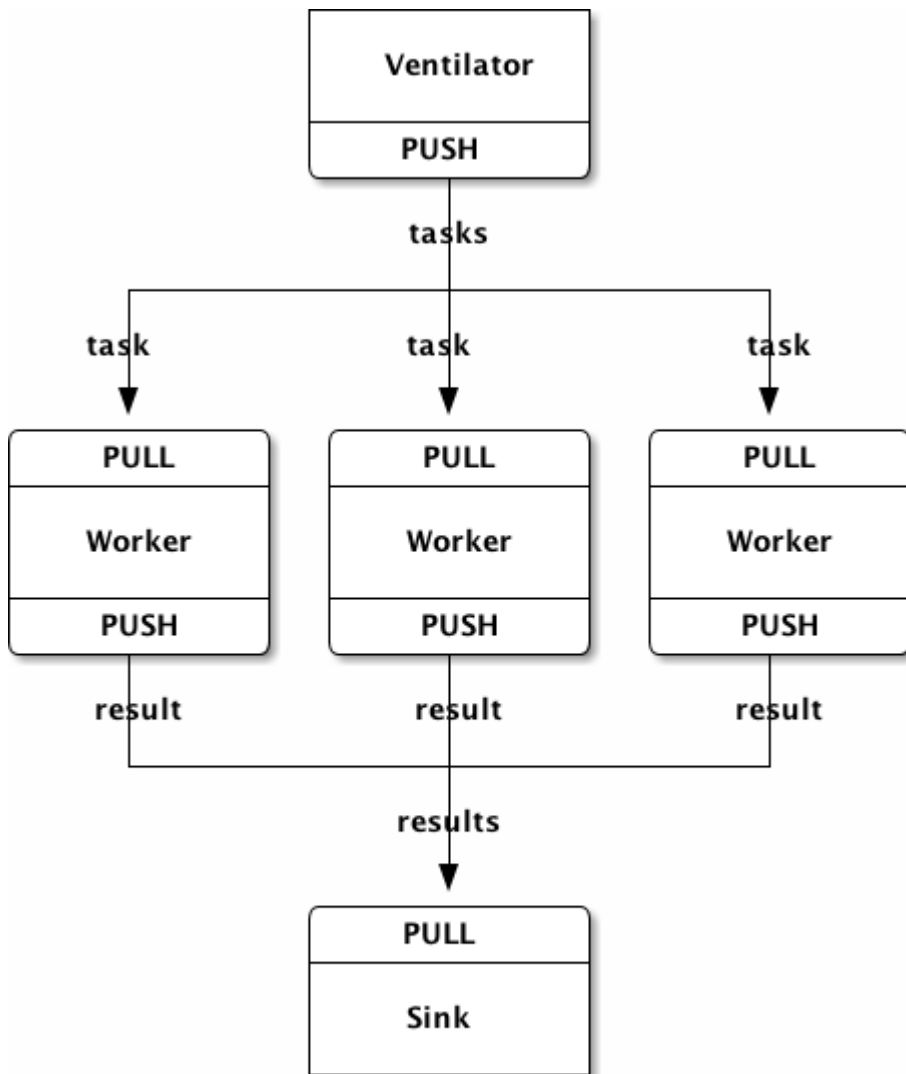 Ventilator
PUSH
tasks
task task task
PULL PULL PULL
Worker Worker Worker
PUSH PUSH PUSH
result result result
results
PULL
Sink